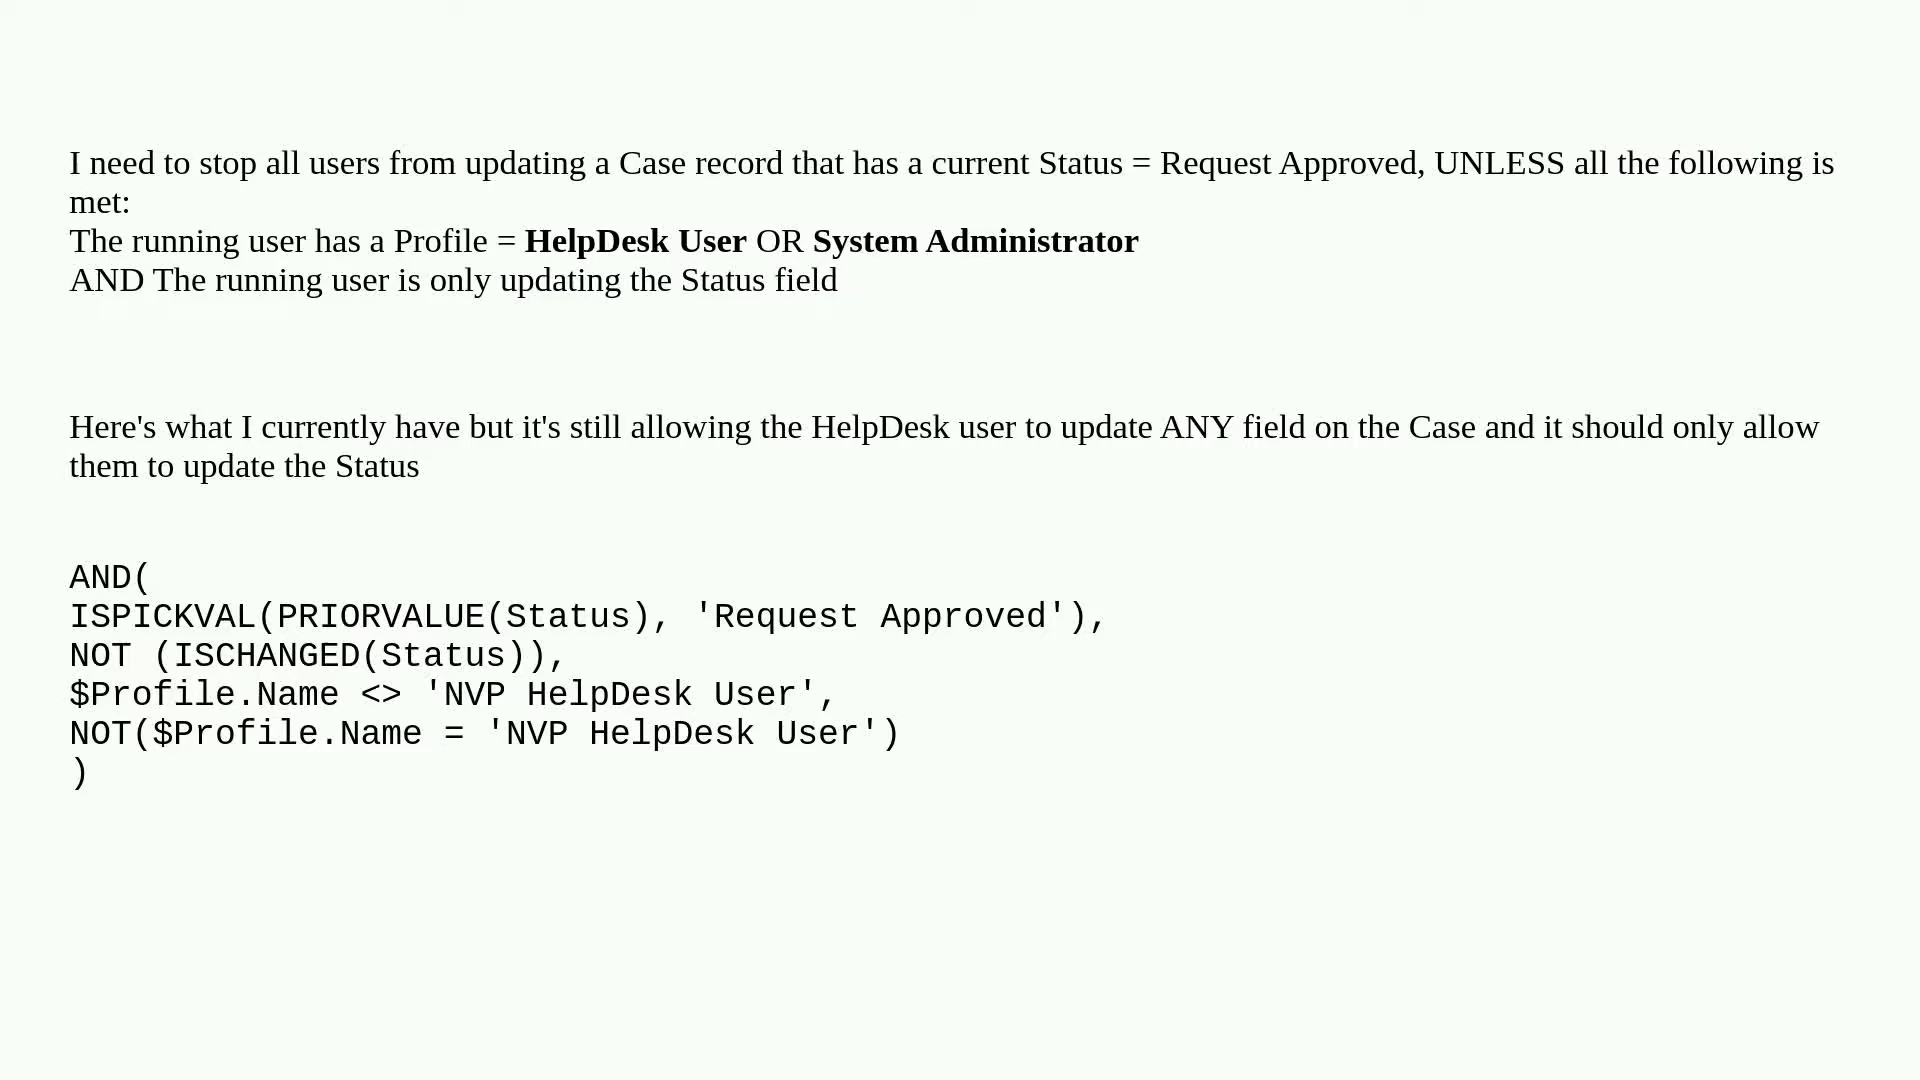 I need to stop all users from updating a Case record that has a current Status = Request Approved, UNLESS all the following is
met:
The running user has a Profile = HelpDesk User OR System Administrator
AND The running user is only updating the Status field
Here's what I currently have but it's still allowing the HelpDesk user to update ANY field on the Case and it should only allow
them to update the Status
AND(
ISPICKVAL(PRIORVALUE(Status), 'Request Approved'),
NOT (ISCHANGED(Status)),
$Profile.Name <> 'NVP HelpDesk User',
NOT($Profile.Name = 'NVP HelpDesk User')
)